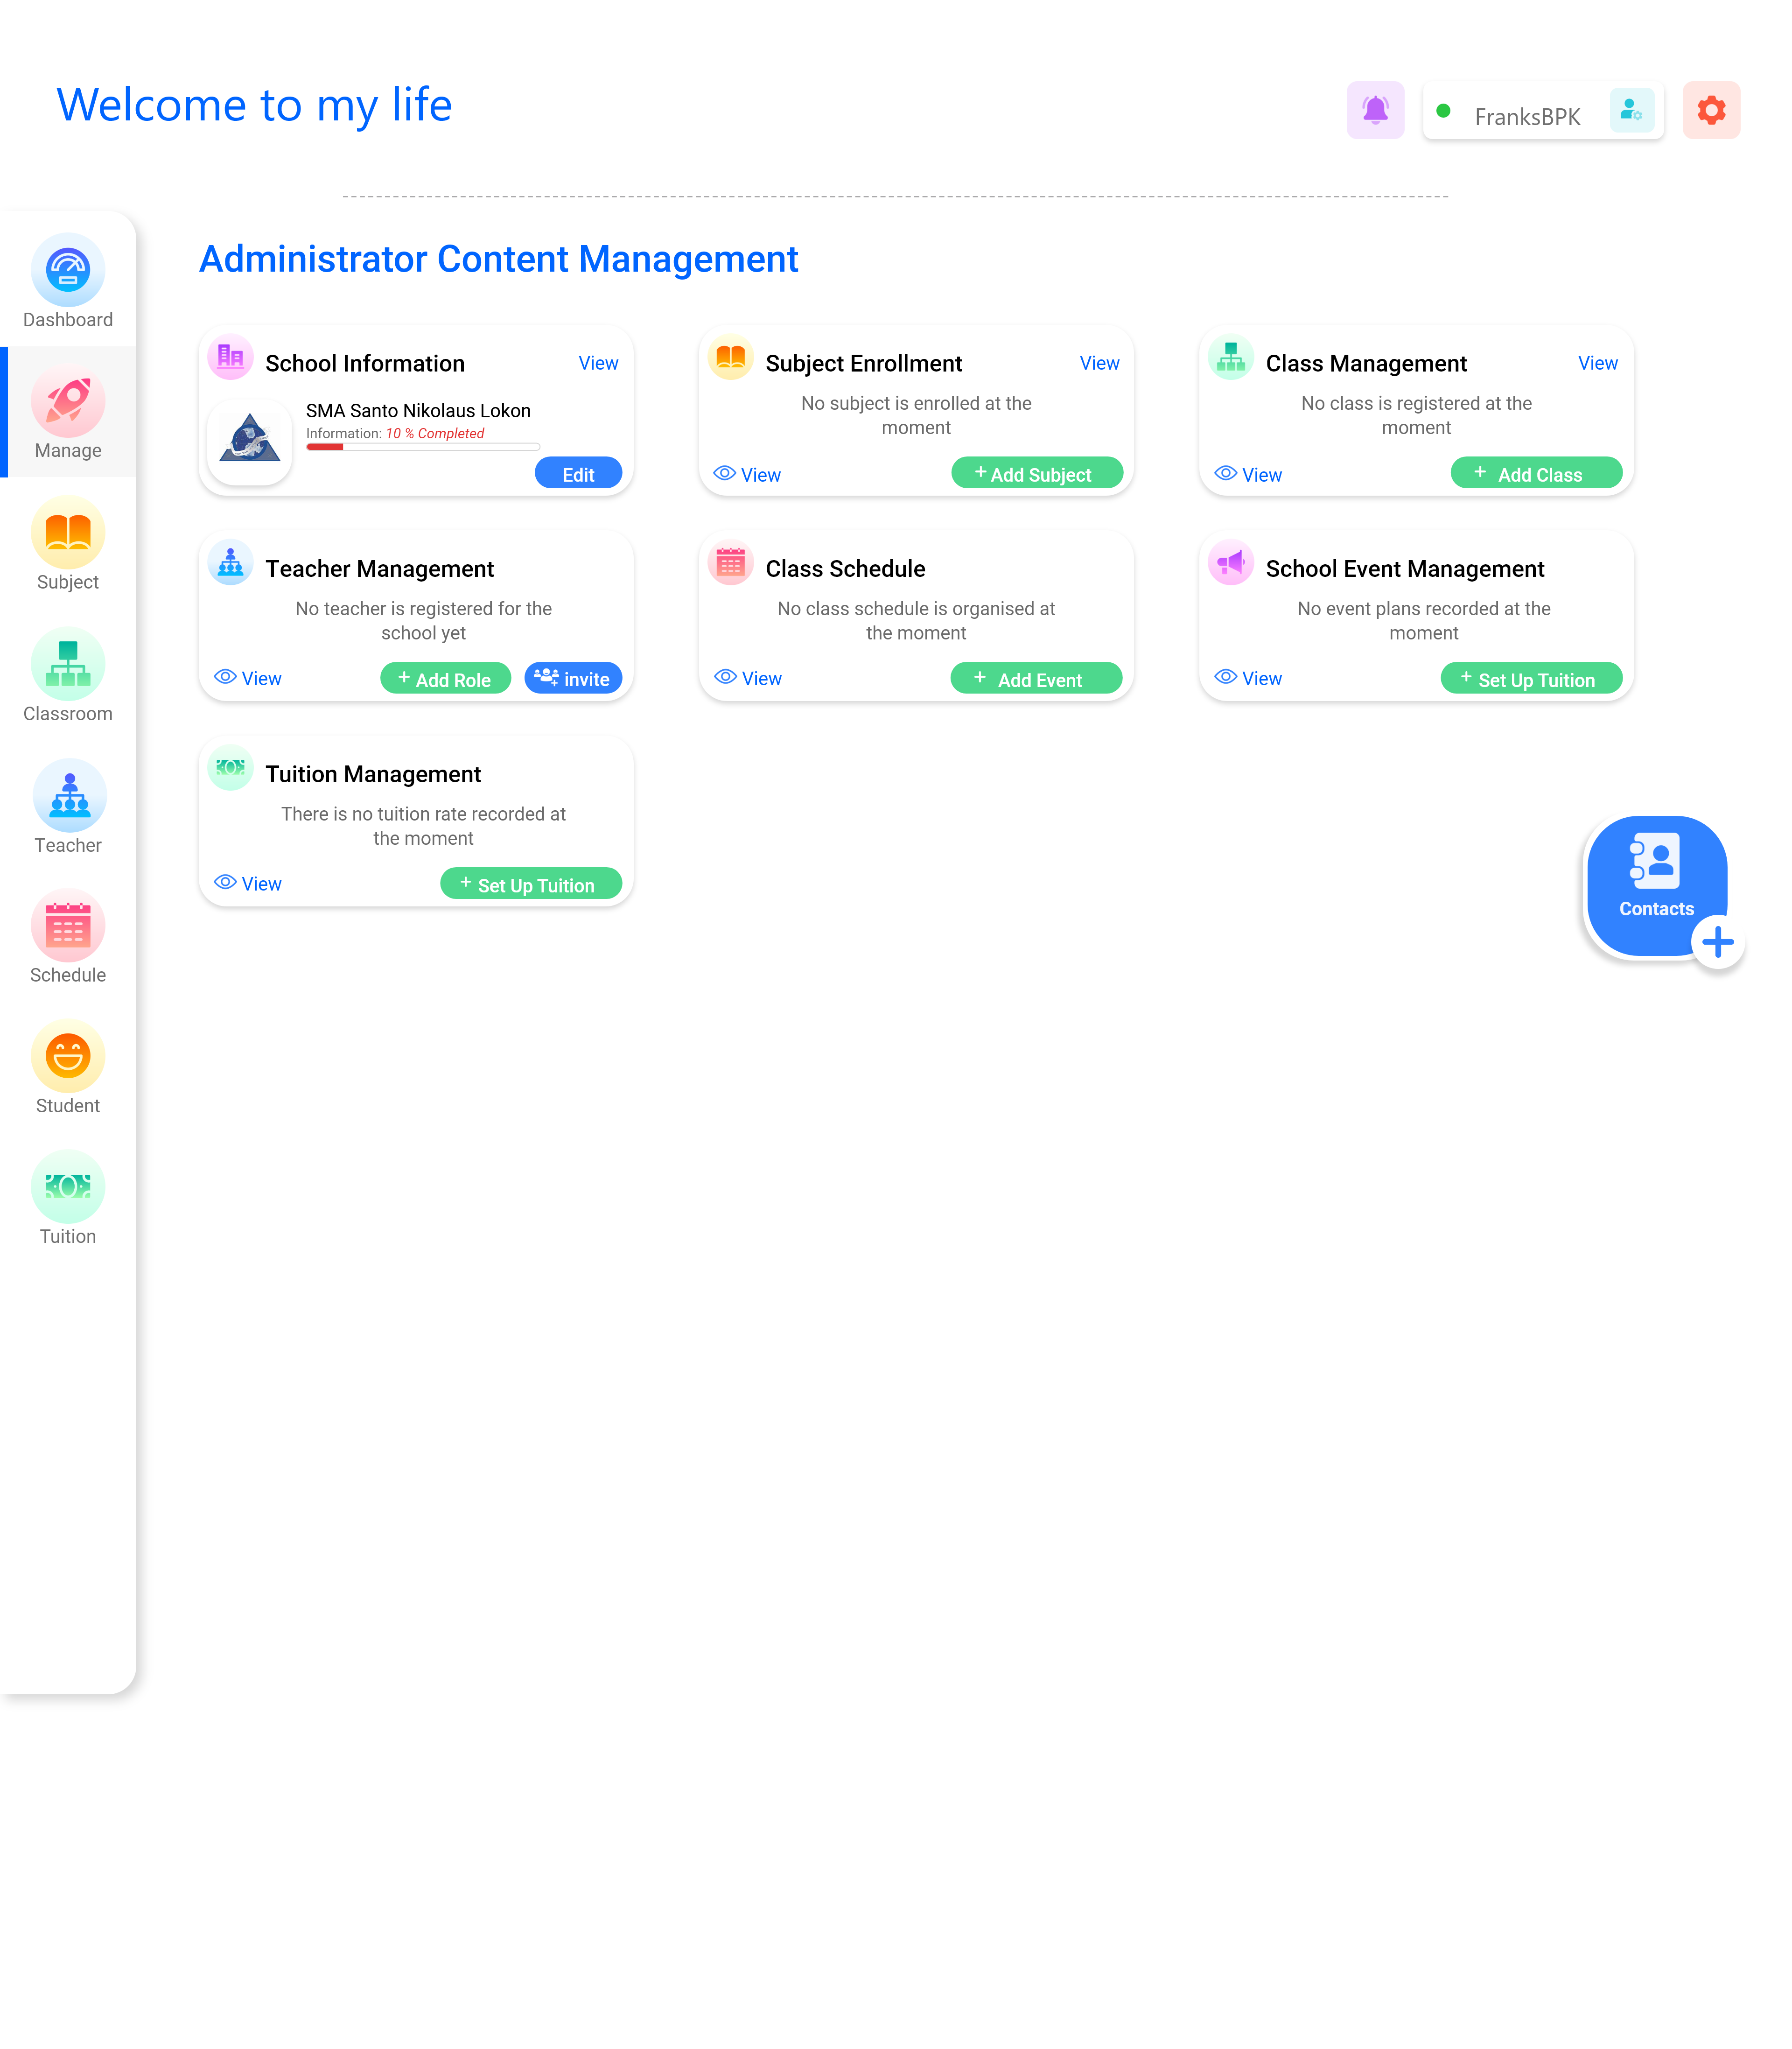 Welcome to my life
FranksBPK
Administrator Content Management
Dashboard
Manage
Subject
Classroom
Teacher
Schedule
Student
Tuition
School Information
View
SMA Santo Nikolaus Lokon
Information: 10 % Completed
Edit
Subject Enrollment
View
No subject is enrolled at the
moment
View
+ Add Subject
Class Management
View
No class is registered at the
moment
View
+ Add Class
Teacher Management
No teacher is registered for the
school yet
View
+ Add Role
invite
Class Schedule
No class schedule is organised at
the moment
View
+ Add Event
School Event Management
No event plans recorded at the
moment
View
+ Set Up Tuition
Tuition Management
There is no tuition rate recorded at
the moment
View
+ Set Up Tuition
Contacts